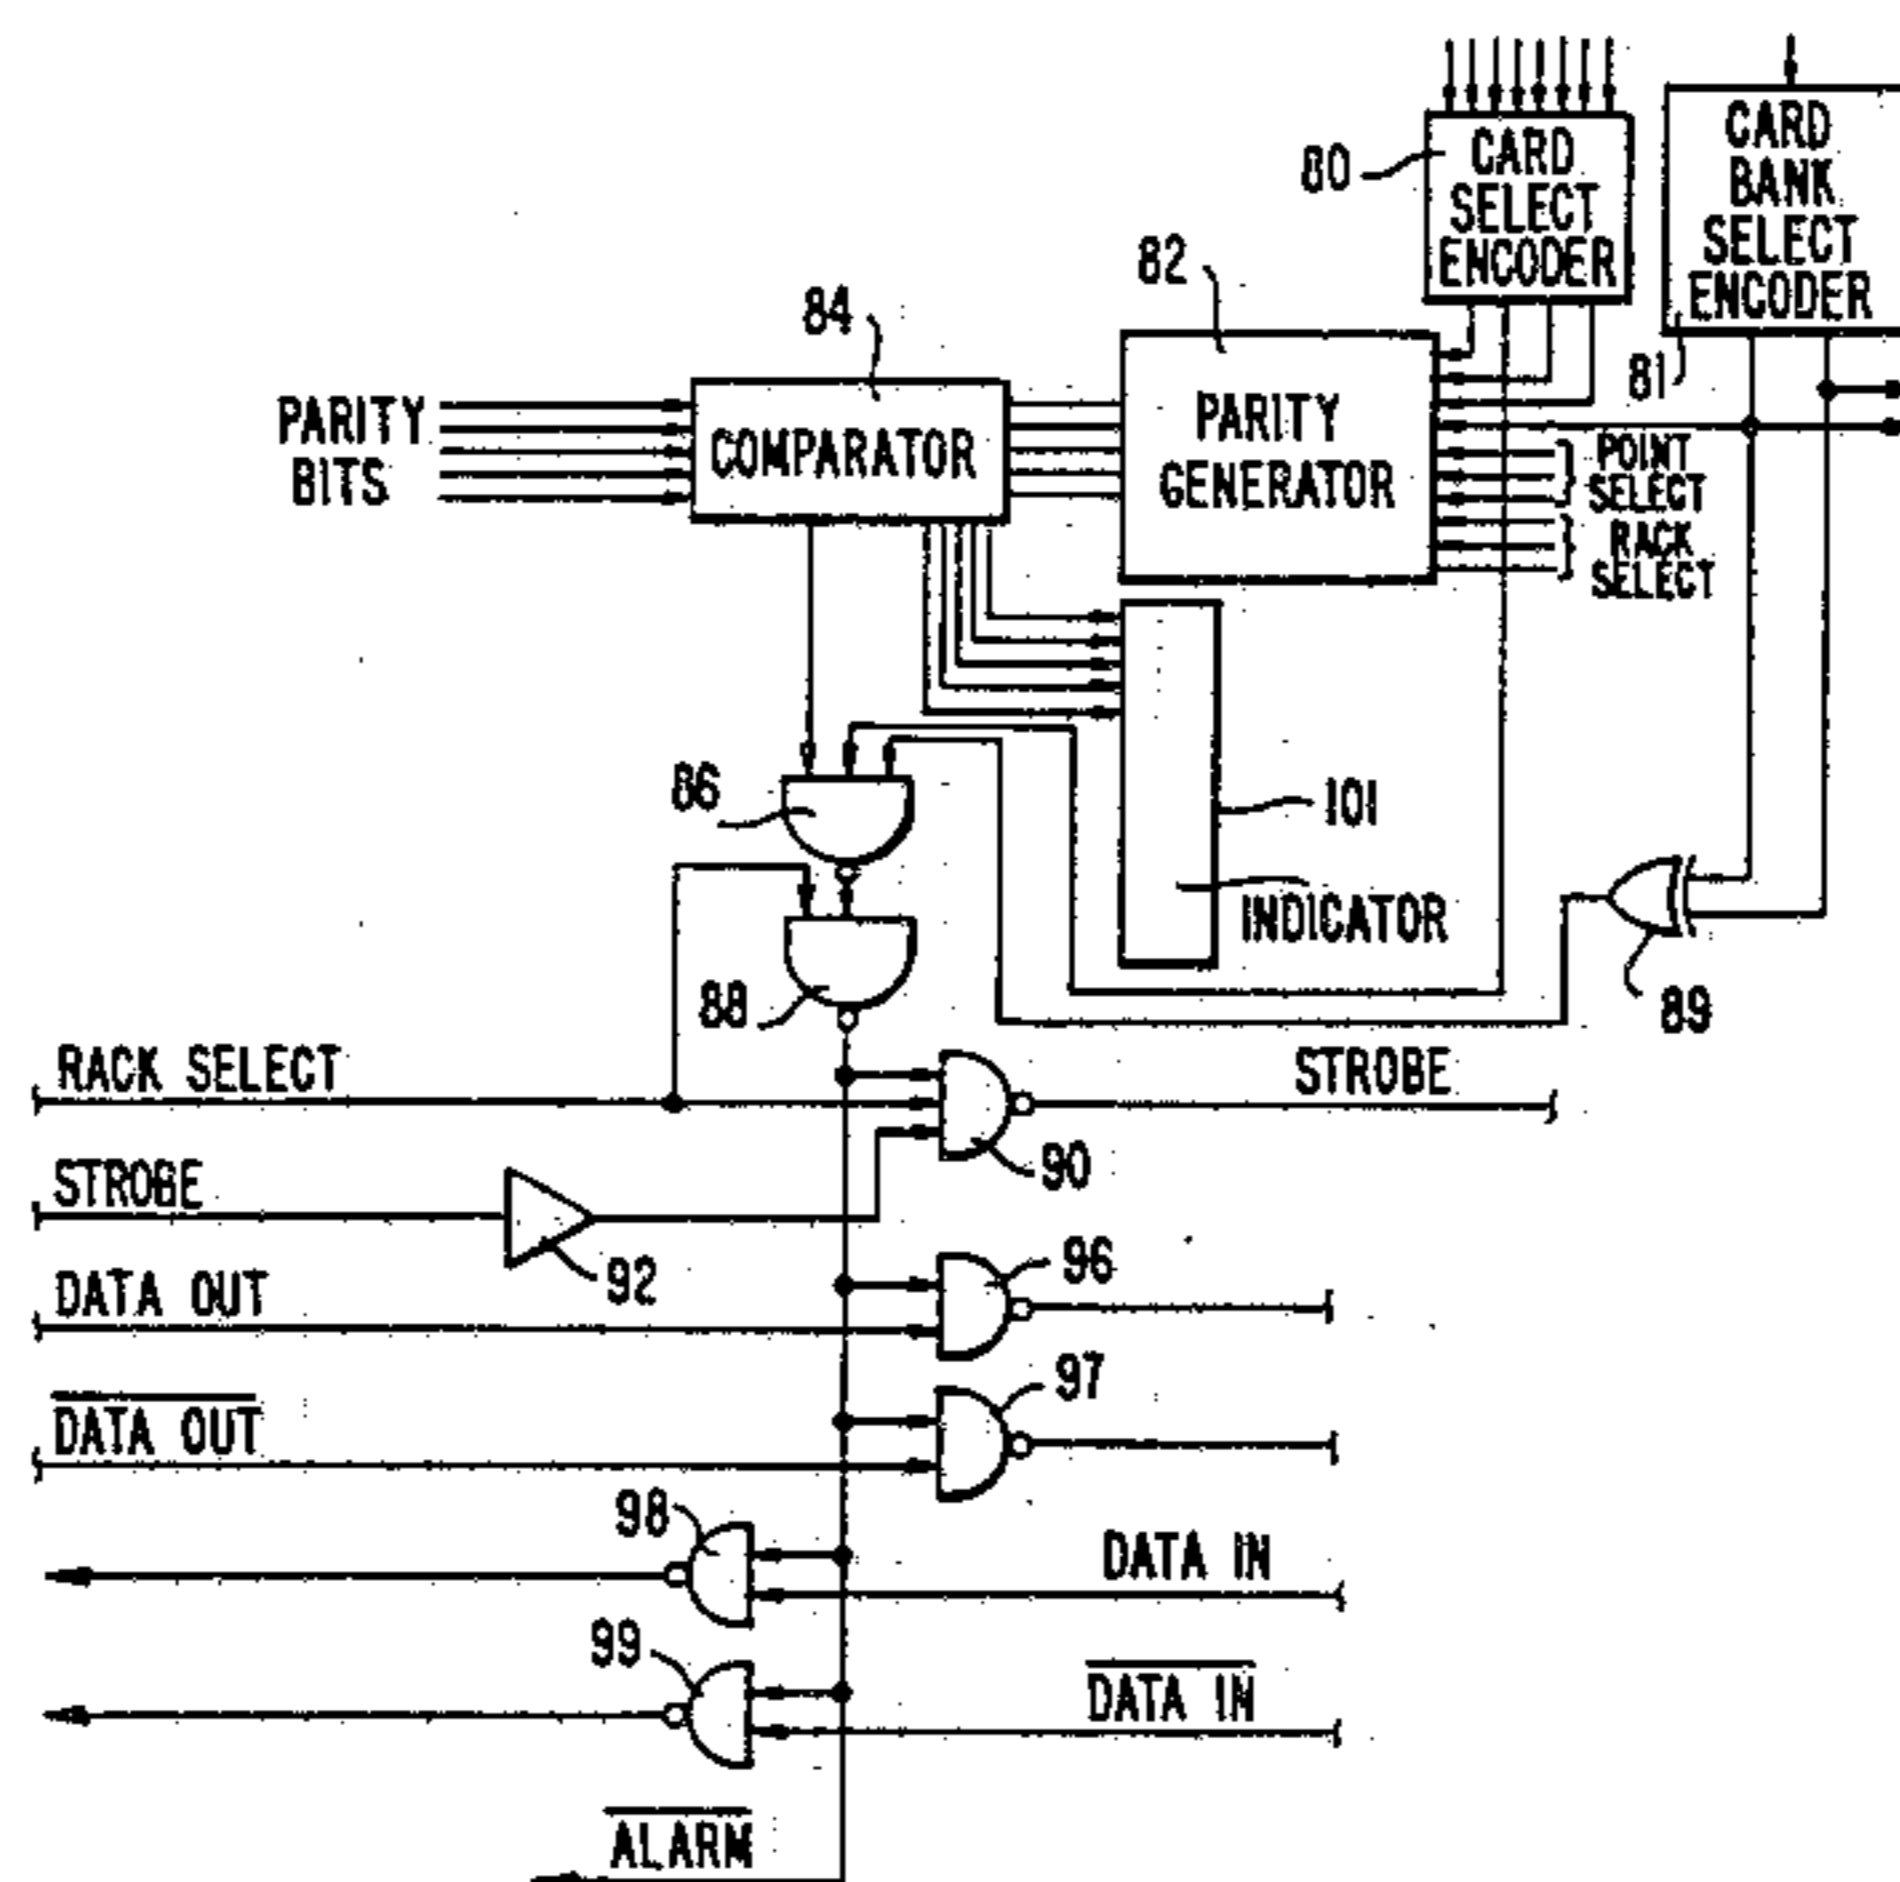 80
CARD
SELECT
ENCODER
CARD
BANK
SELECT
ENCODER
81
82
84
PARITY
BITS
COMPARATOR
PARITY
GENERATOR
POINT
SELECT
RACK
SELECT
86
101
INDICATOR
88
89
RACK SELECT
STROBE
90
STROBE
92
96
DATA OUT
97
DATA OUT
98
DATA IN
99
DATA IN
ALARM